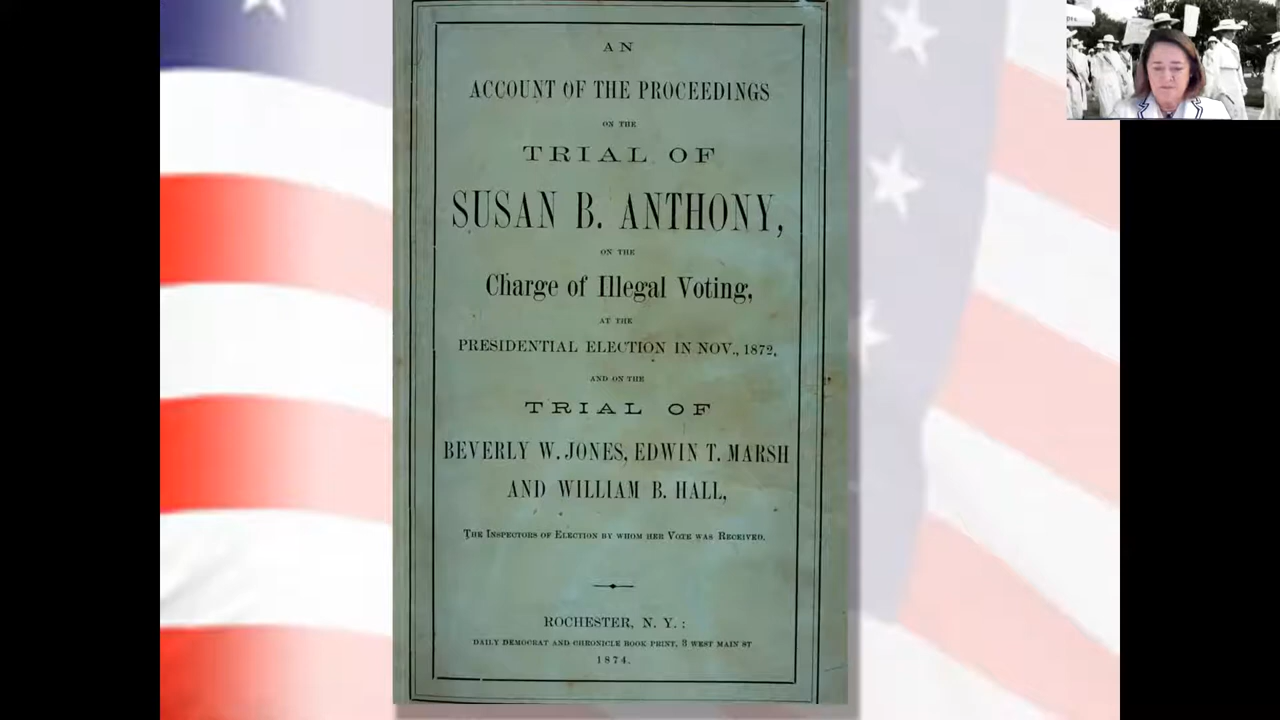 AN
ACCOUNT OF THE PROCEEDINGS
ON THE
TRIAL OF
SUSAN B. ANTHONY,
ON THE
Charge of Illegal Voting,
AT THE
PRESIDENTIAL ELECTION IN NOV., 1872,
AND ON THE
TRIAL OF
BEVERLY W. JONES, EDWIN T. MARSH
AND WILLIAM B. HALL,
THE INSPECTORS OF ELECTION BY WHOM HER VOTE WAS RECEIVED.
ROCHESTER, N. Y.:
DAILY DEMOCRAT AND CHRONICLE BOOK PRINT, 3 WEST MAIN ST
1874.